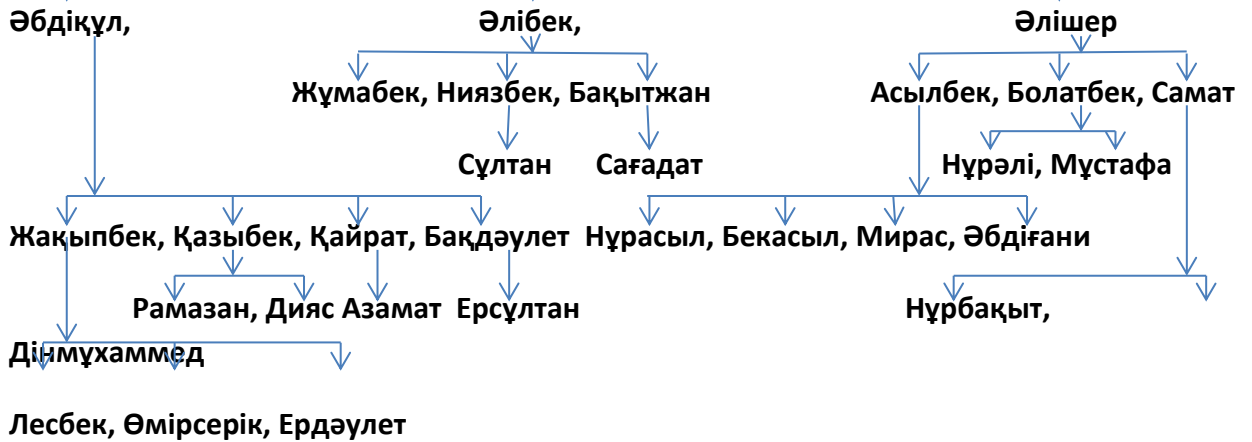 Әбдіқұл, Әлібек, Әлішер
Жұмабек, Ниязбек, Бақытжан Асылбек, Болатбек, Самат
Сұлтан Сағадат Нұрәлі, Мұстафа
Жақыпбек, Қазыбек, Қайрат, Бақдәулет Нұрасыл, Бекасыл, Мирас, Әбдіғани
Рамазан, Дияс Азамат Ерсұлтан Нұрбақыт,
Дінмұхаммед
Лесбек, Өмірсерік, Ердәулет